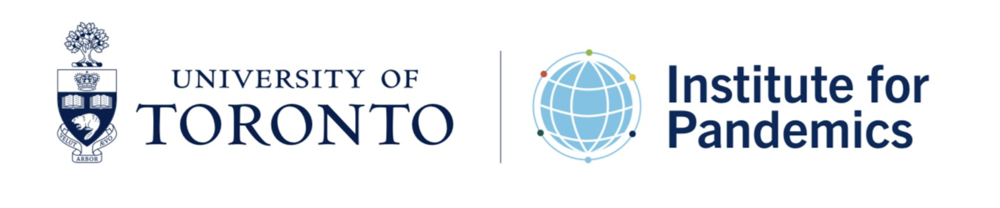 VELUT ARBOR ÆVO
UNIVERSITY OF
TORONTO
Institute for
Pandemics